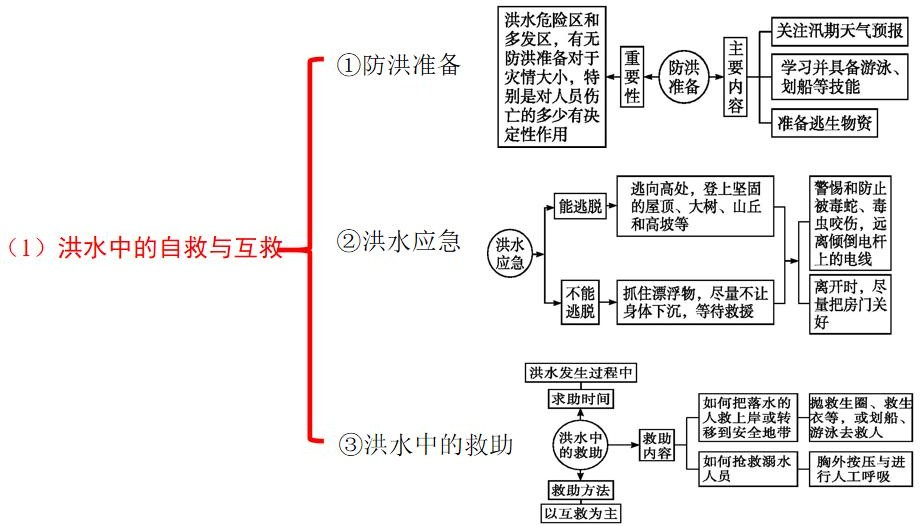 （1）洪水中的自救与互救
①防洪准备
洪水危险区和
多发区，有无
防洪准备对于
灾情大小，特
别是对人员伤
亡的多少有决
定性作用
重要性
防洪
准备
主要内容
关注汛期天气预报
学习并具备游泳、
划船等技能
准备逃生物资
②洪水应急
洪水
应急
能逃脱
逃向高处，登上坚固
的屋顶、大树、山丘
和高坡等
不能
逃脱
抓住漂浮物，尽量不让
身体下沉，等待救援
警惕和防止
被毒蛇、毒
虫咬伤，远
离倾倒电杆
上的电线
离开时，尽
量把房门关
好
③洪水中的救助
洪水发生过程中
求助时间
洪水中
的救助
救助方法
以互救为主
救助
内容
如何把落水的
人救上岸或转
移到安全地带
抛救生圈、救生
衣等，或划船、
游泳去救人
如何抢救溺水
人员
胸外按压与进
行人工呼吸